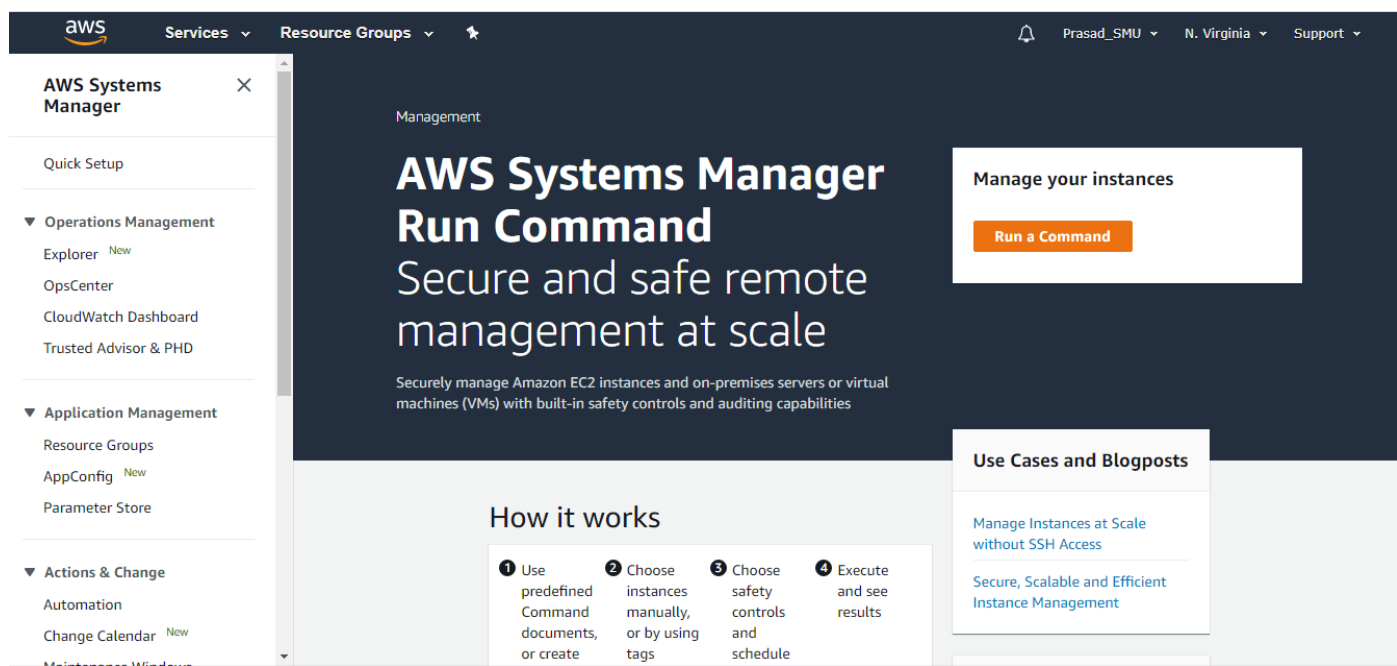 aws
Services
Resource Groups
Prasad_SMU
N. Virginia
Support
AWS Systems
Manager
Quick Setup
Operations Management
Explorer New
OpsCenter
CloudWatch Dashboard
Trusted Advisor & PHD
Application Management
Resource Groups
AppConfig New
Parameter Store
Actions & Change
Automation
Change Calendar New
Maintenance Windows
Management
AWS Systems Manager
Run Command
Secure and safe remote
management at scale
Securely manage Amazon EC2 instances and on-premises servers or virtual
machines (VMs) with built-in safety controls and auditing capabilities
Manage your instances
Run a Command
How it works
1 Use
predefined
Command
documents,
or create
2 Choose
instances
manually,
or by using
tags
3 Choose
safety
controls
and
schedule
4 Execute
and see
results
Use Cases and Blogposts
Manage Instances at Scale
without SSH Access
Secure, Scalable and Efficient
Instance Management